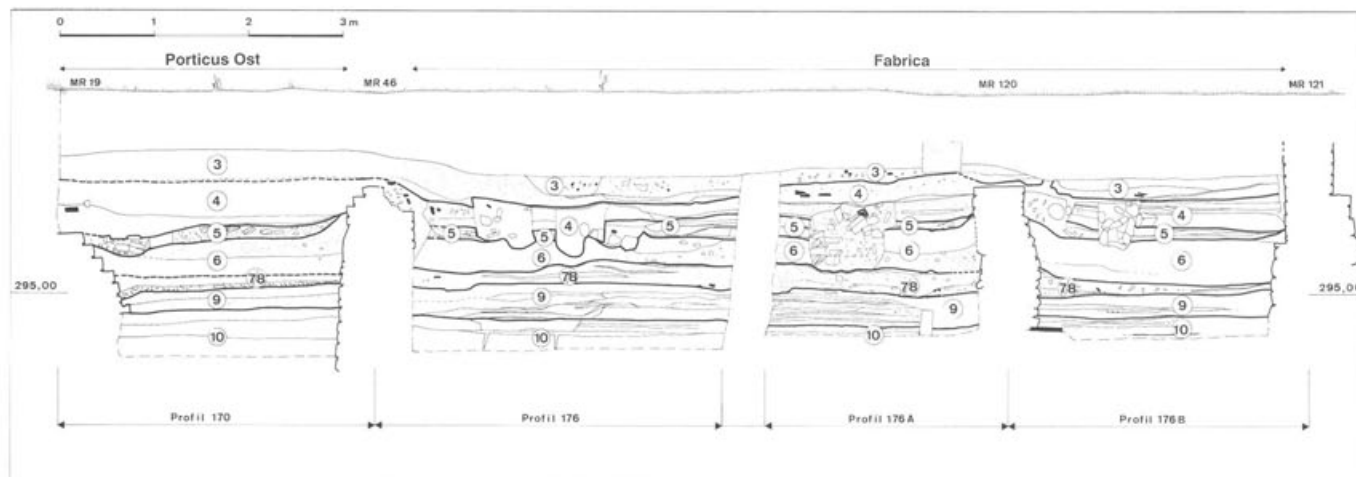 0 1 2 3 m
Porticus Ost Fabrica
MR 19 MR 46 MR 120 MR 121
3 3 3 3
4 4 4 4
5 5 5 5 5 5 5
6 6 6 6
78 78 78 78
295,00 295,00
9 9 9 9
10 10 10 10
Profil 170 Profil 176 Profil 176A Profil 176B